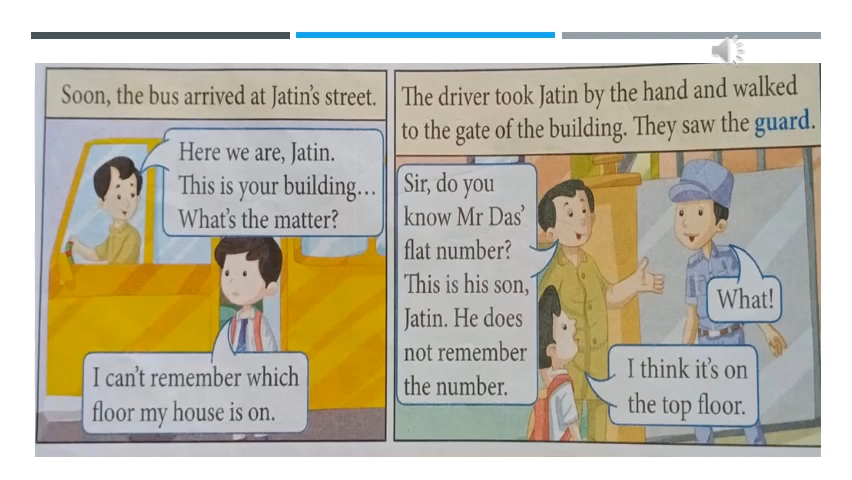 Soon, the bus arrived at Jatin's street.
Here we are, Jatin.
This is your building...
What's the matter?
I can't remember which
floor my house is on.
The driver took Jatin by the hand and walked
to the gate of the building. They saw the guard.
Sir, do you
know Mr Das'
flat number?
This is his son,
Jatin. He does
not remember
the number.
What!
I think it's on
the top floor.